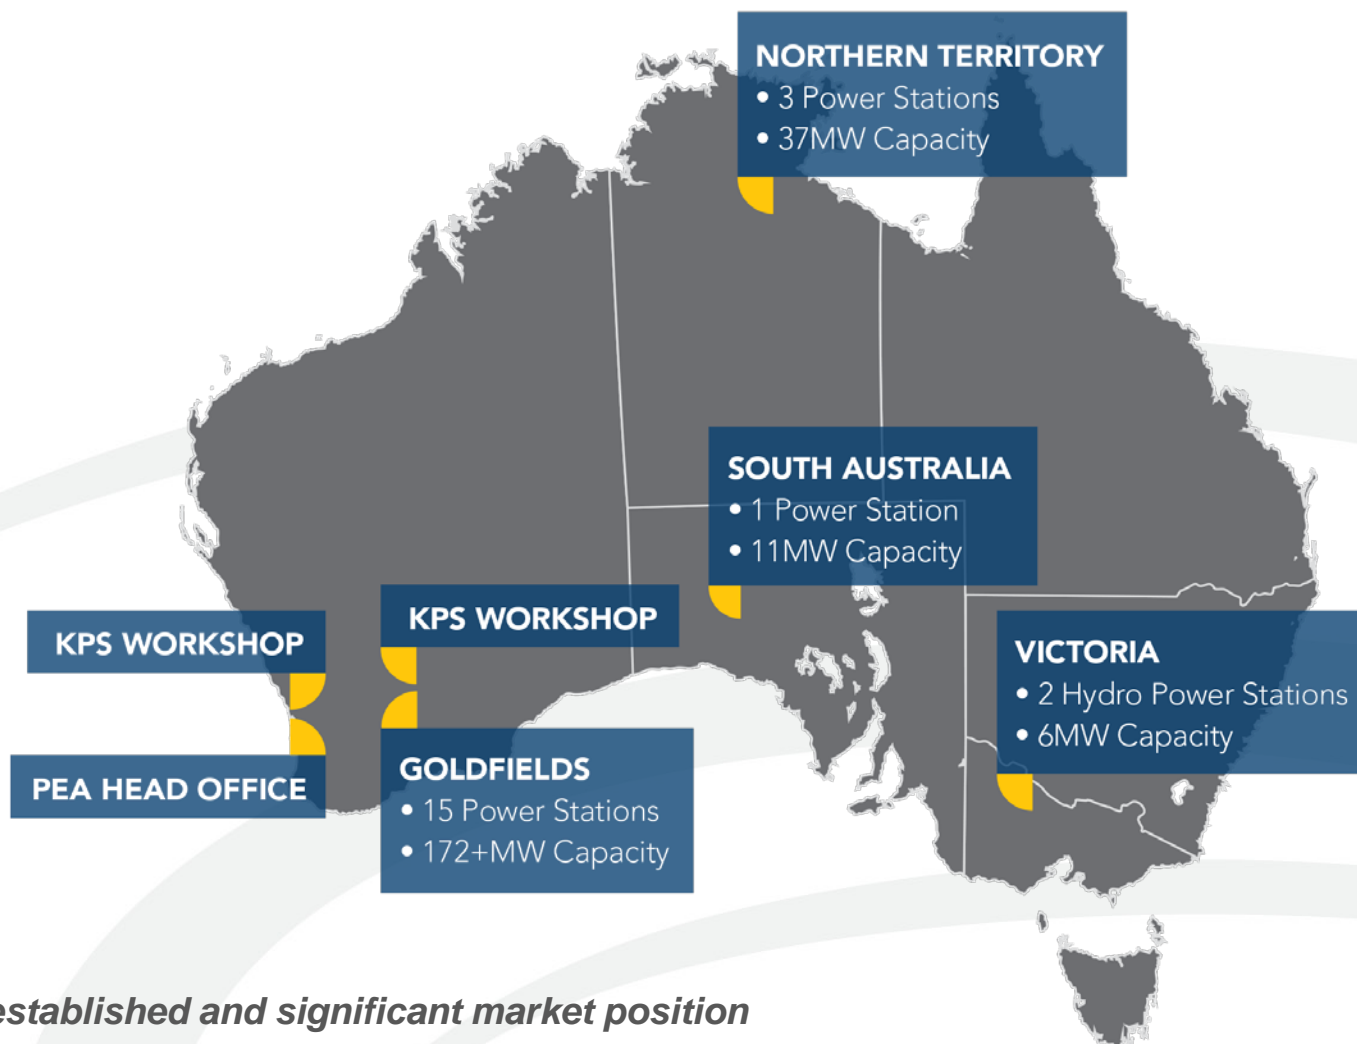 NORTHERN TERRITORY
• 3 Power Stations
• 37MW Capacity
SOUTH AUSTRALIA
• 1 Power Station
• 11MW Capacity
KPS WORKSHOP
KPS WORKSHOP
VICTORIA
• 2 Hydro Power Stations
• 6MW Capacity
PEA HEAD OFFICE
GOLDFIELDS
• 15 Power Stations
• 172+MW Capacity
established and significant market position